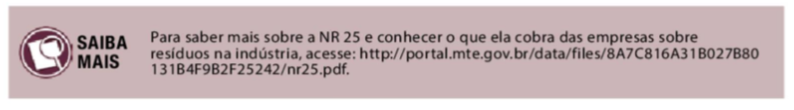 SAIBA
MAIS
Para saber mais sobre a NR 25 e conhecer o que ela cobra das empresas sobre
resíduos na indústria, acesse: http://portal.mte.gov.br/data/files/8A7C816A31B027B80
131B4F9B2F25242/nr25.pdf.